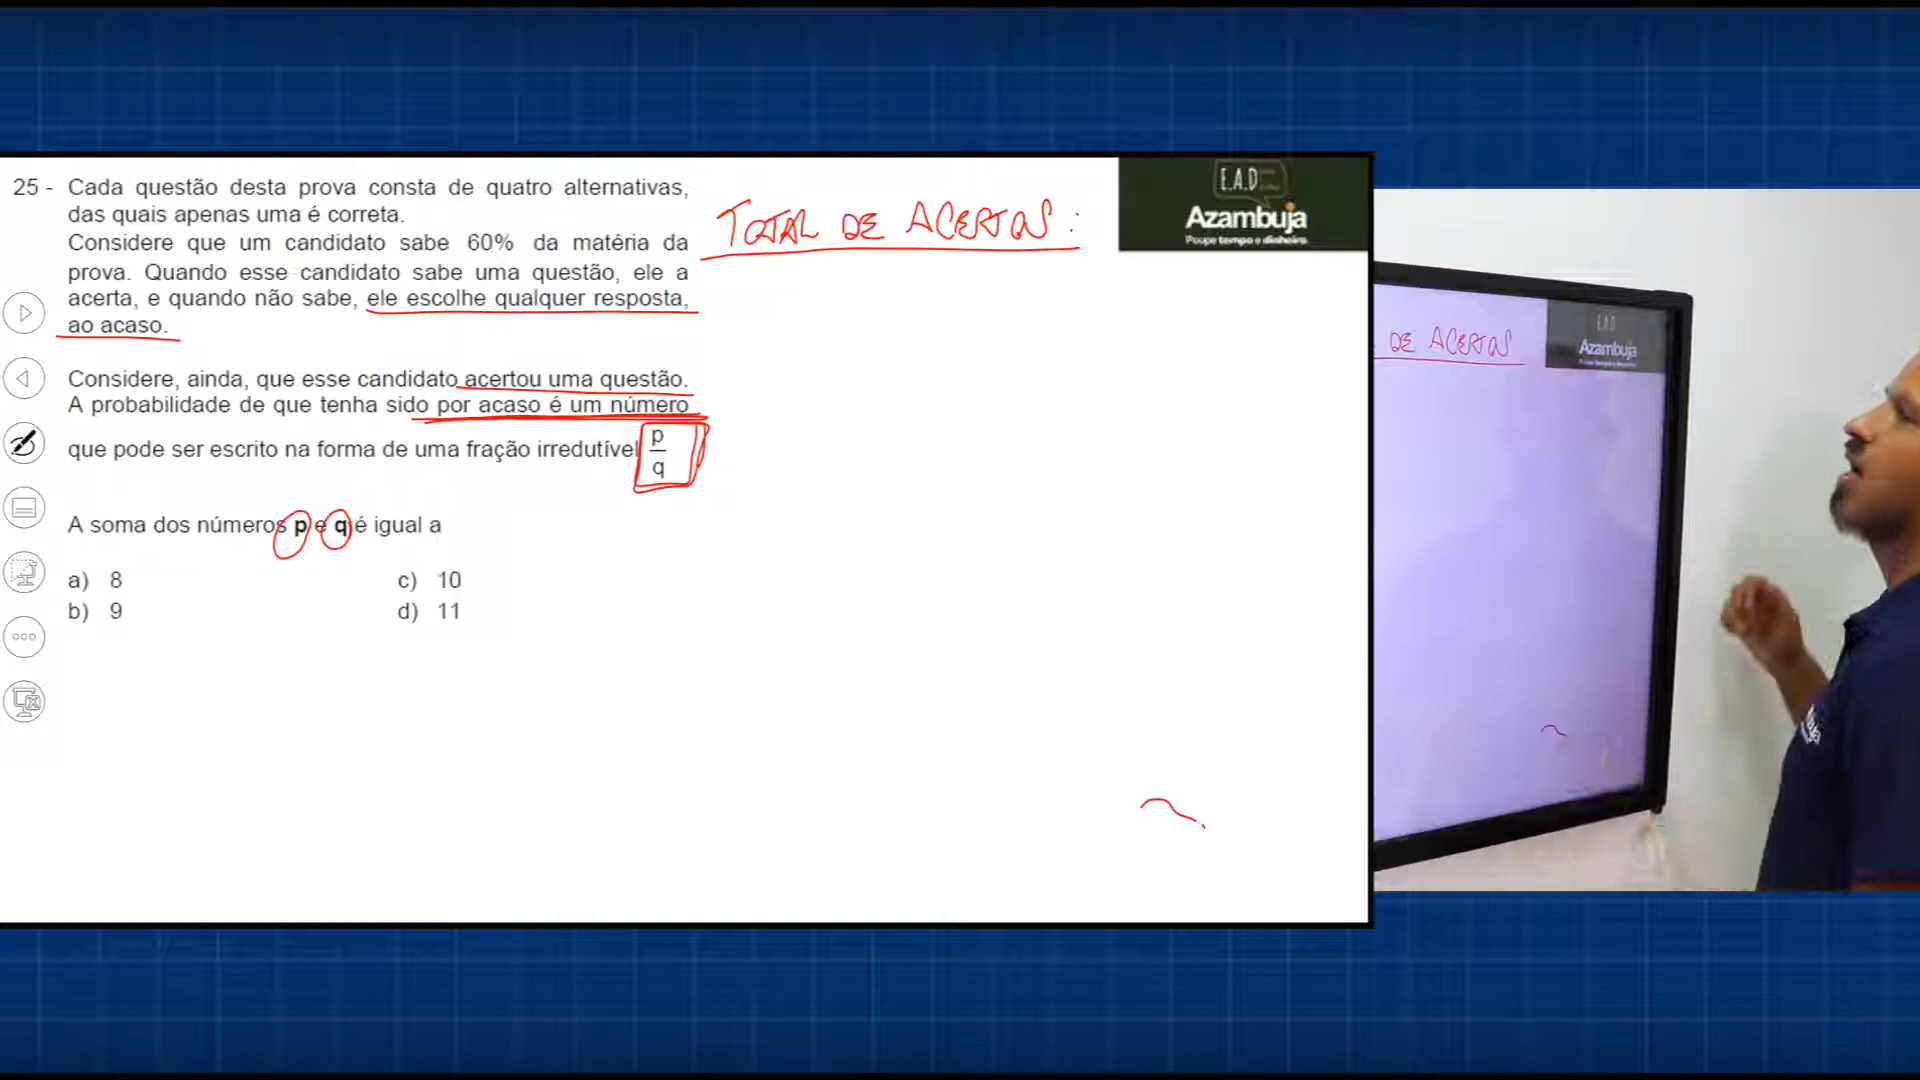 25 - Cada questão desta prova consta de quatro alternativas,
das quais apenas uma é correta.
Considere que um candidato sabe 60% da matéria da
prova. Quando esse candidato sabe uma questão, ele a
acerta, e quando não sabe, ele escolhe qualquer resposta,
ao acaso.
Considere, ainda, que esse candidato acertou uma questão.
A probabilidade de que tenha sido por acaso é um número
que pode ser escrito na forma de uma fração irredutível p/q
A soma dos números p e q é igual a
a) 8
b) 9
c) 10
d) 11
TOTAL DE ACERTOS:
E.A.D
Azambuja
Poupe tempo e dinheiro.
DE ACERTOS
E.A.D
Azambuja